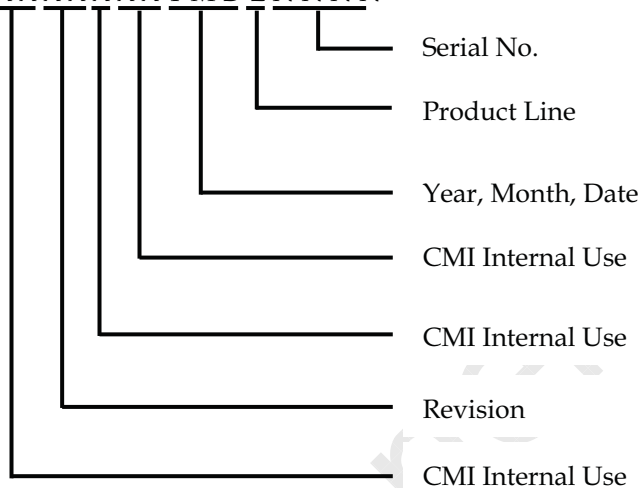 Serial No.
Product Line
Year, Month, Date
CMI Internal Use
CMI Internal Use
Revision
CMI Internal Use